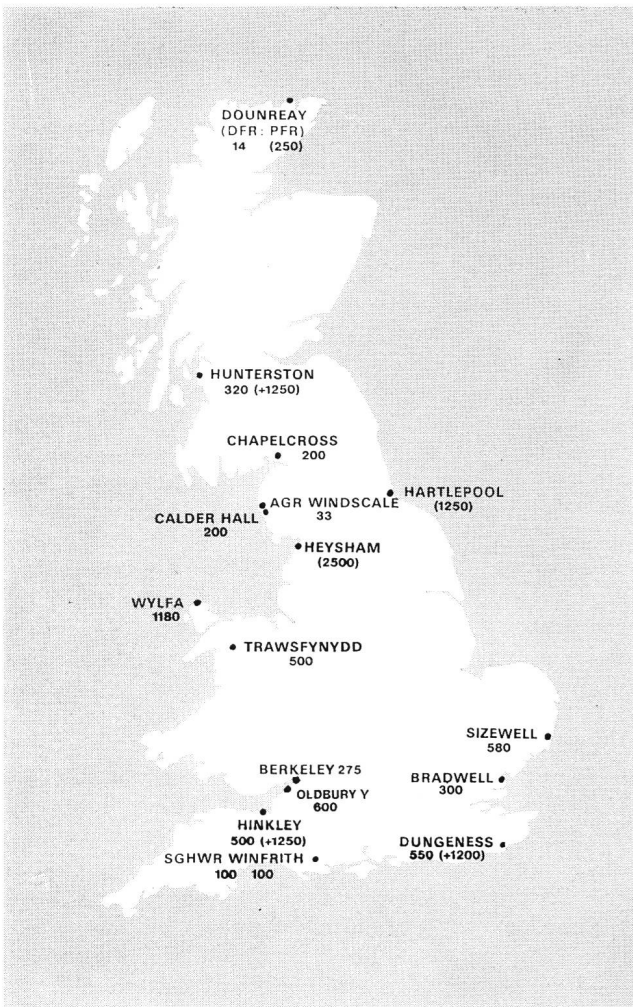 DOUNREAY
(DFR: PFR)
14 (250)
HUNTERSTON
320 (+1250)
CHAPELCROSS
200
HARTLEPOOL
(1250)
AGR WINDSCALE
33
CALDER HALL
200
HEYSHAM
(2500)
WYLFA
1180
TRAWSFYNYDD
500
SIZEWELL
580
BERKELEY 275
BRADWELL
300
OLDBURY Y
600
HINKLEY
500 (+1250)
DUNGENESS
550 (+1200)
SGHWR WINFRITH
100 100